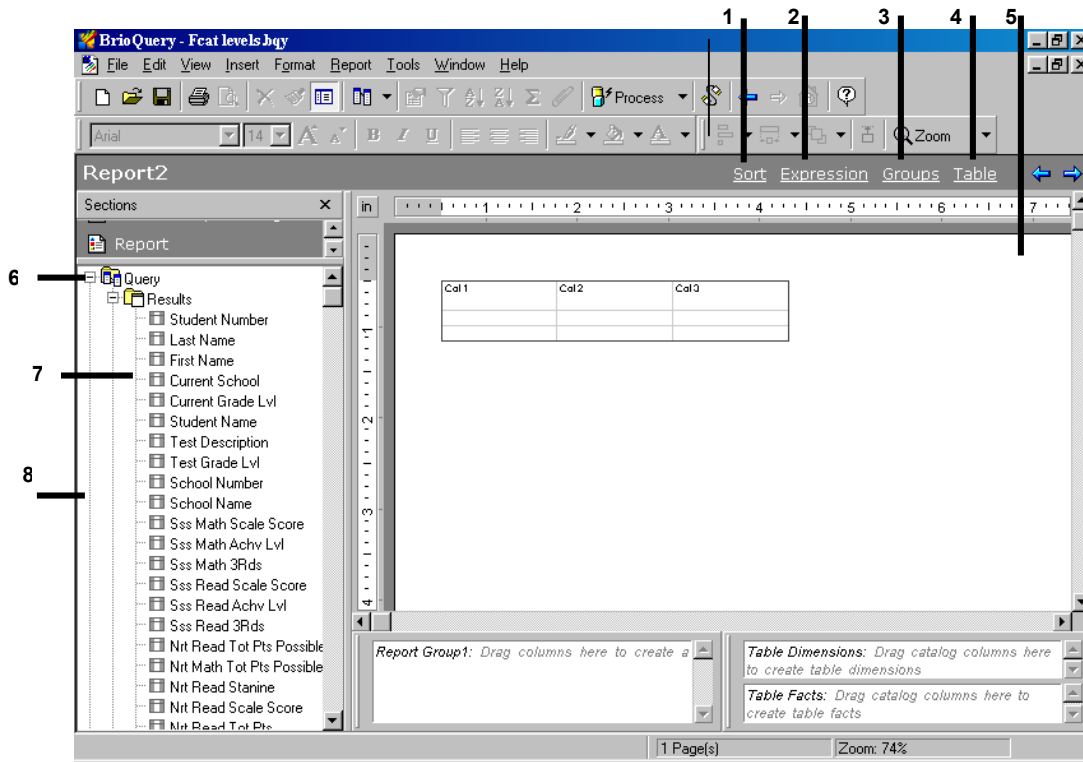 1 2 3 4 5
BrioQuery - Fcat levels.bqy
File Edit View Insert Format Report Tools Window Help
Process
Arial 14 A A B I U A Zoom
Report2 Sort Expression Groups Table
Sections
in 1 2 3 4 5 6 7
Report
6
Query
Results
Student Number
Last Name
First Name
7
Current School
Current Grade Lvl
Student Name
Test Description
Test Grade Lvl
8
School Number
School Name
Sss Math Scale Score
Sss Math Achv Lvl
Sss Math 3Rds
Sss Read Scale Score
Sss Read Achv Lvl
Sss Read 3Rds
Nrt Read Tot Pts Possible
Nrt Math Tot Pts Possible
Nrt Read Stanine
Nrt Read Scale Score
Nrt Read Tot Pts
Col1 Col2 Col3
1
2
3
4
Report Group1: Drag columns here to create a
Table Dimensions: Drag catalog columns here
to create table dimensions
Table Facts: Drag catalog columns here to
create table facts
1 Page(s) Zoom: 74%